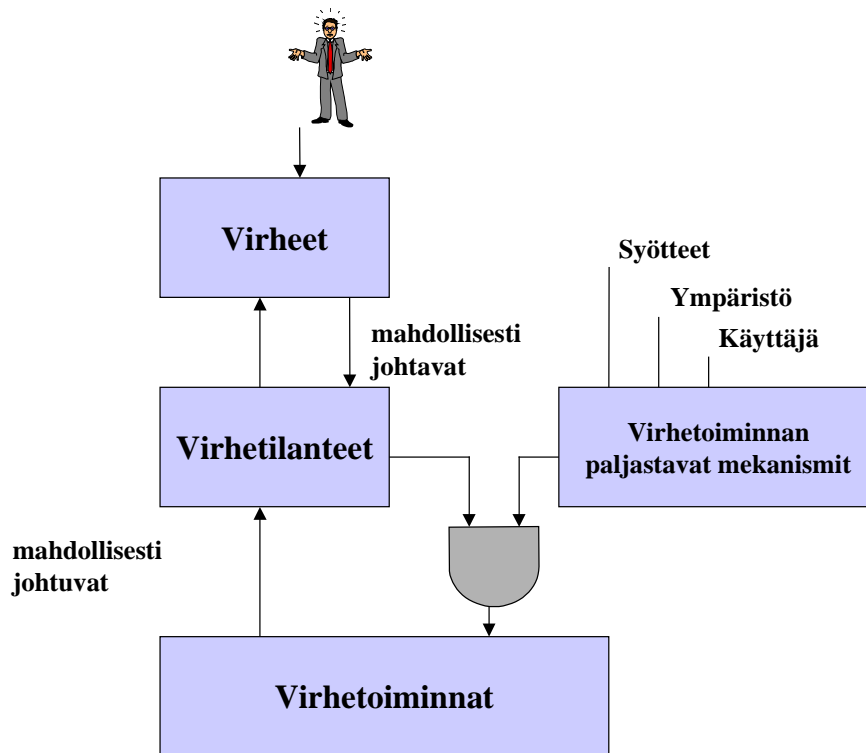 Virheet
Syötteet
Ympäristö
Käyttäjä
mahdollisesti
johtavat
Virhetilanteet
Virhetoiminnan
paljastavat mekanismit
mahdollisesti
johtuvat
Virhetoiminnat